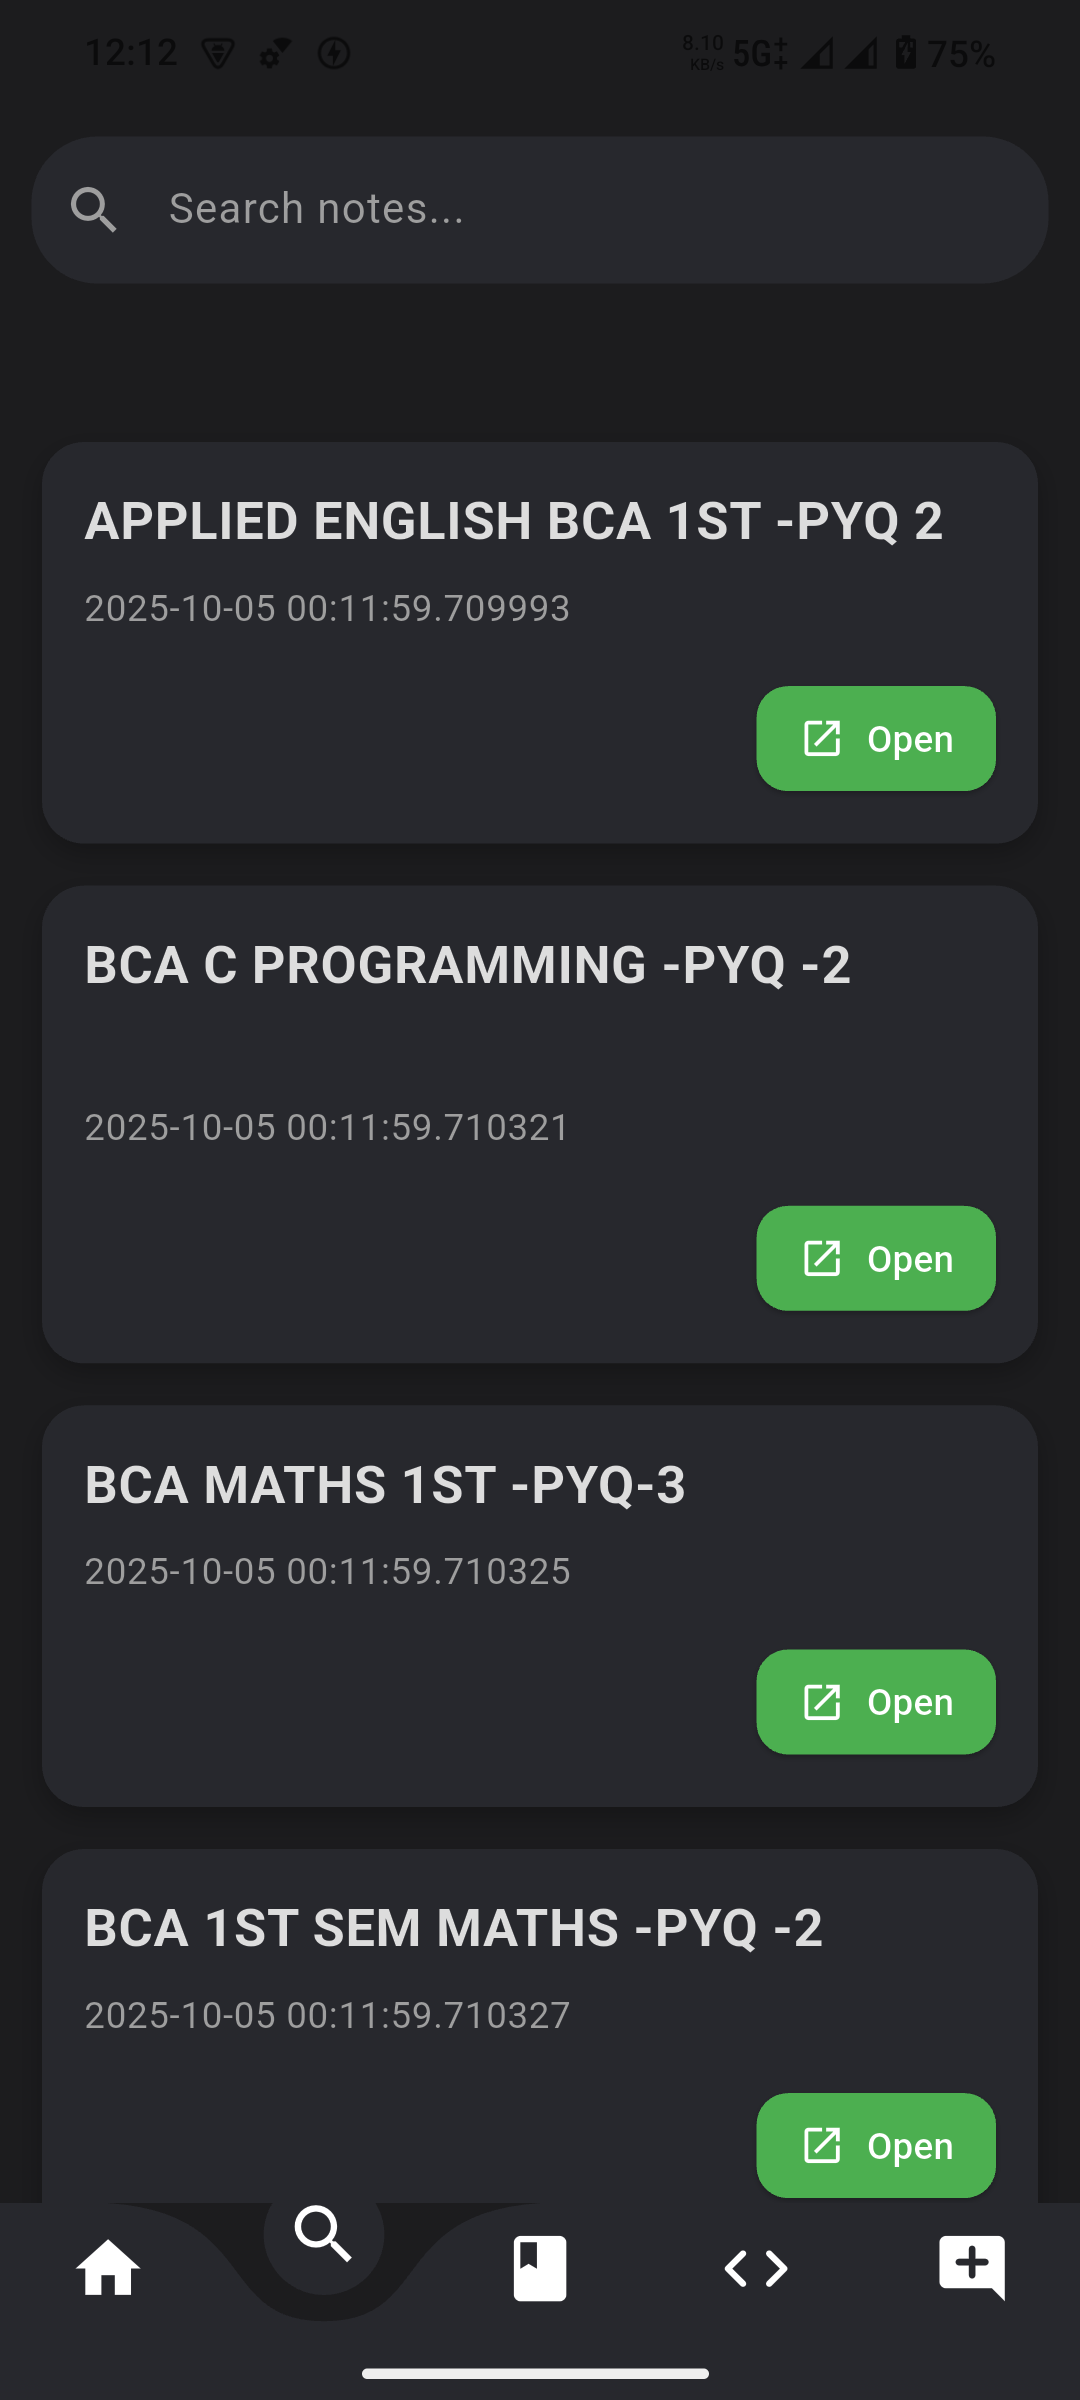 12:12
8.10 KB/s 5G 75%
Search notes...
APPLIED ENGLISH BCA 1ST -PYQ 2
2025-10-05 00:11:59.709993
Open
BCA C PROGRAMMING -PYQ -2
2025-10-05 00:11:59.710321
Open
BCA MATHS 1ST -PYQ-3
2025-10-05 00:11:59.710325
Open
BCA 1ST SEM MATHS -PYQ -2
2025-10-05 00:11:59.710327
Open